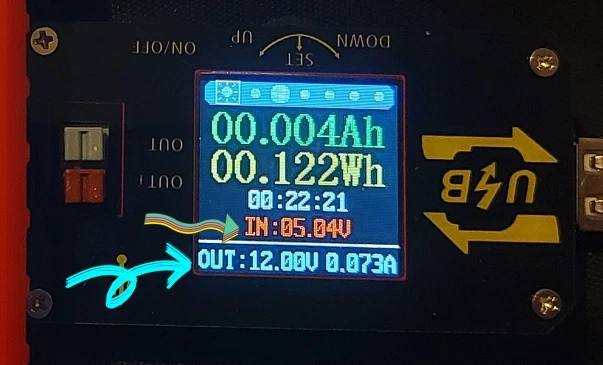 ON/OFF
UP
SET
DOWN
00.004Ah
00.122Wh
00:22:21
IN:05.04V
OUT:12.00V 0.073A
OUT
OUT+
USB